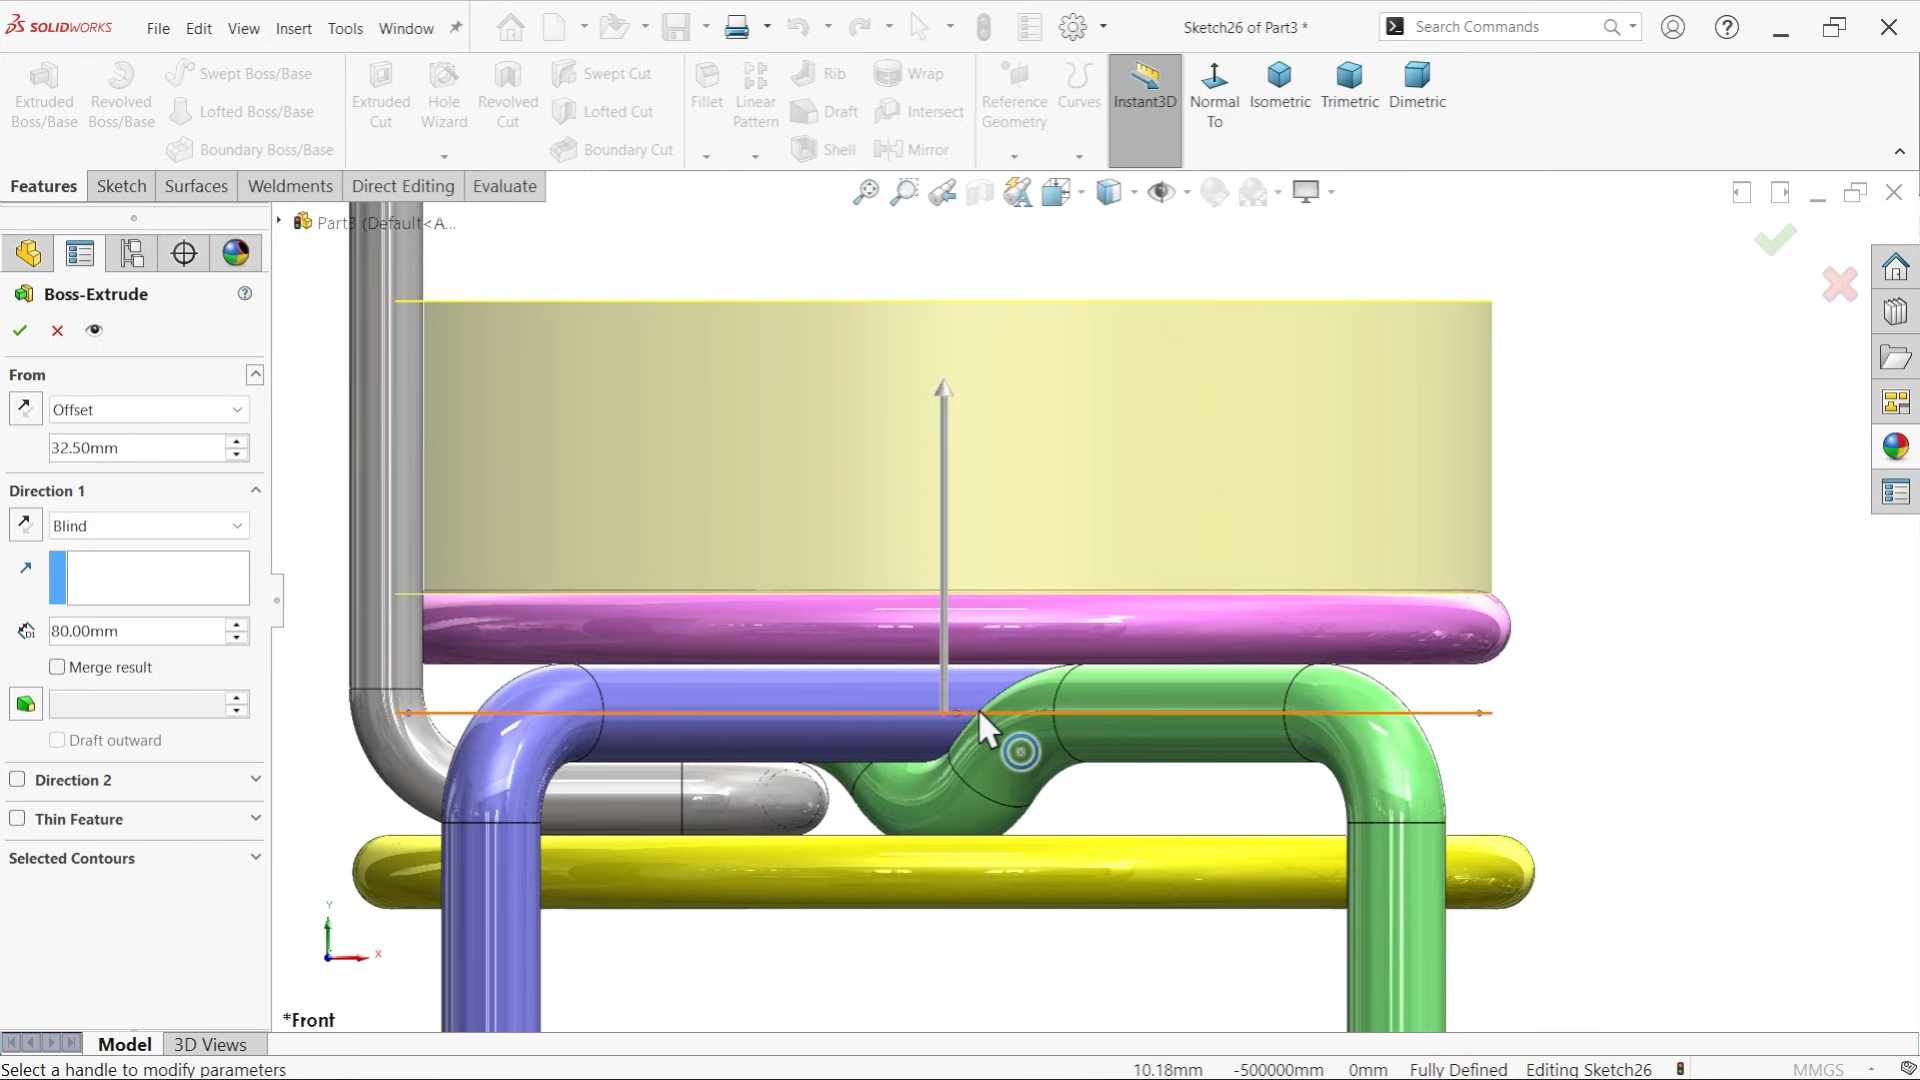 SOLIDWORKS File Edit View Insert Tools Window Sketch26 of Part3 * Search Commands
Extruded Boss/Base
Revolved Boss/Base
Swept Boss/Base
Lofted Boss/Base
Boundary Boss/Base
Extruded Cut
Hole Wizard
Revolved Cut
Swept Cut
Lofted Cut
Boundary Cut
Fillet
Linear Pattern
Rib
Draft
Shell
Wrap
Intersect
Mirror
Reference Geometry
Curves
Instant3D
Normal To
Isometric
Trimetric
Dimetric
Features Sketch Surfaces Weldments Direct Editing Evaluate
Part3 (Default<A...
Boss-Extrude
From
Offset
32.50mm
Direction 1
Blind
80.00mm
Merge result
Draft outward
Direction 2
Thin Feature
Selected Contours
Y
X
*Front
Model 3D Views
Select a handle to modify parameters 10.18mm -500000mm 0mm Fully Defined Editing Sketch26 MMGS